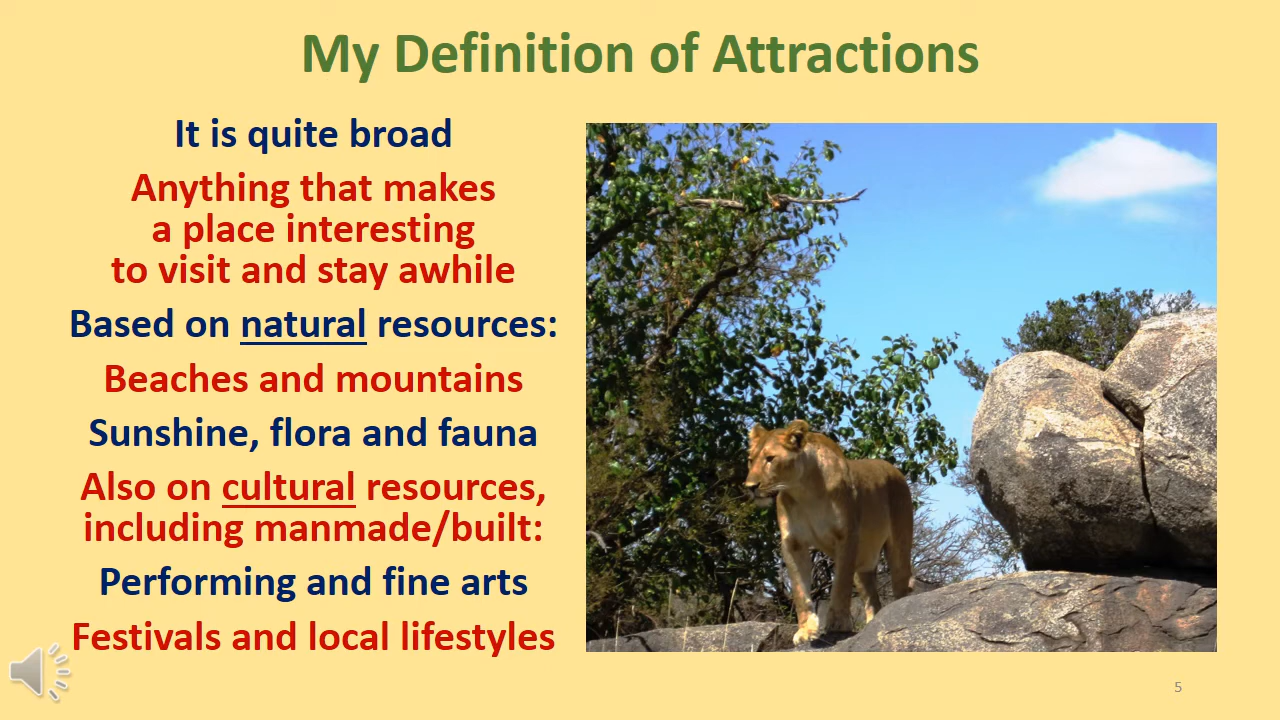 My Definition of Attractions
It is quite broad
Anything that makes
a place interesting
to visit and stay awhile
Based on natural resources:
Beaches and mountains
Sunshine, flora and fauna
Also on cultural resources,
including manmade/built:
Performing and fine arts
Festivals and local lifestyles
5